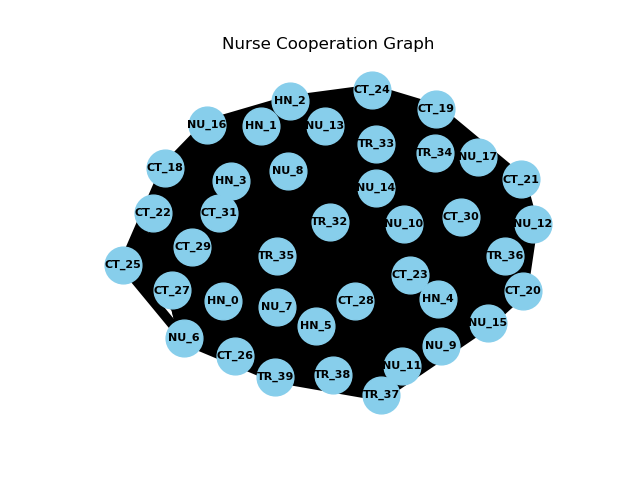 Nurse Cooperation Graph
CT_24
HN_2
CT_19
NU_16
HN_1
NU_13
TR_33
TR_34
NU_17
CT_18
NU_8
HN_3
CT_21
NU_14
CT_22
CT_31
TR_32
NU_10
CT_30
NU_12
CT_29
TR_35
TR_36
CT_25
CT_23
CT_27
CT_20
HN_0
NU_7
CT_28
HN_4
HN_5
NU_15
NU_6
NU_9
CT_26
NU_11
TR_39
TR_38
TR_37